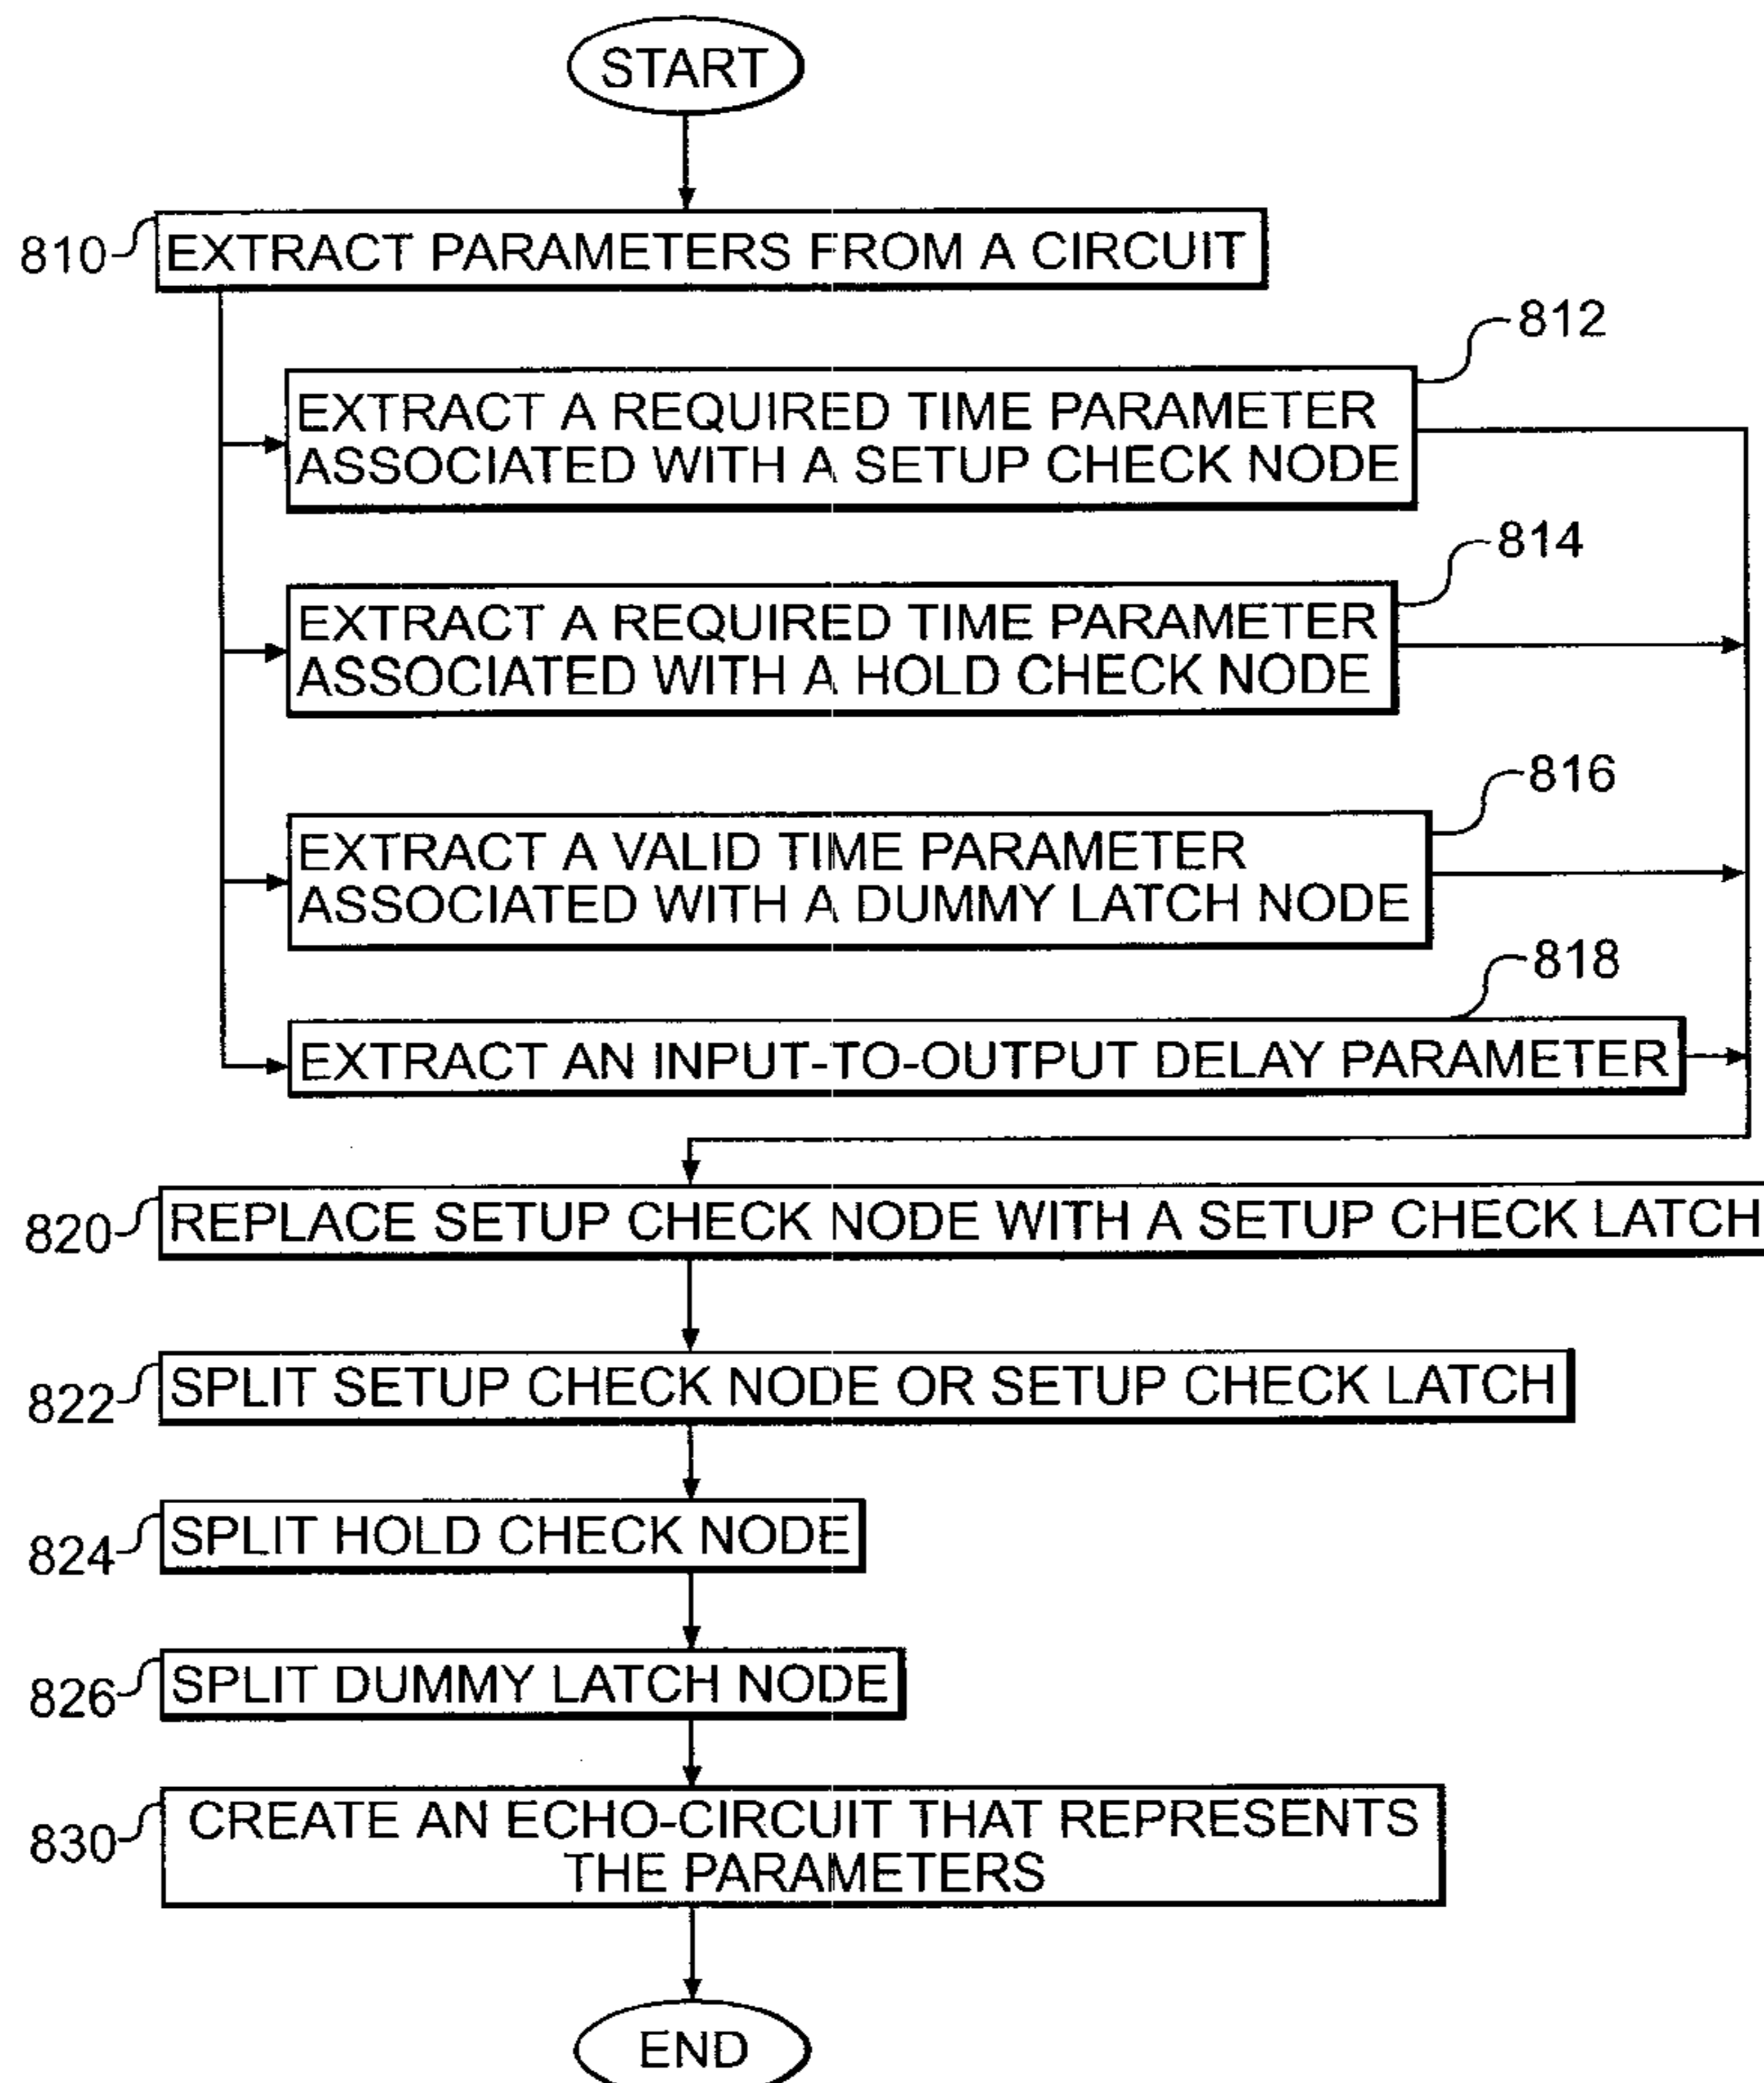 START
810
EXTRACT PARAMETERS FROM A CIRCUIT
812
EXTRACT A REQUIRED TIME PARAMETER
ASSOCIATED WITH A SETUP CHECK NODE
814
EXTRACT A REQUIRED TIME PARAMETER
ASSOCIATED WITH A HOLD CHECK NODE
816
EXTRACT A VALID TIME PARAMETER
ASSOCIATED WITH A DUMMY LATCH NODE
818
EXTRACT AN INPUT-TO-OUTPUT DELAY PARAMETER
820
REPLACE SETUP CHECK NODE WITH A SETUP CHECK LATCH
822
SPLIT SETUP CHECK NODE OR SETUP CHECK LATCH
824
SPLIT HOLD CHECK NODE
826
SPLIT DUMMY LATCH NODE
830
CREATE AN ECHO-CIRCUIT THAT REPRESENTS
THE PARAMETERS
END